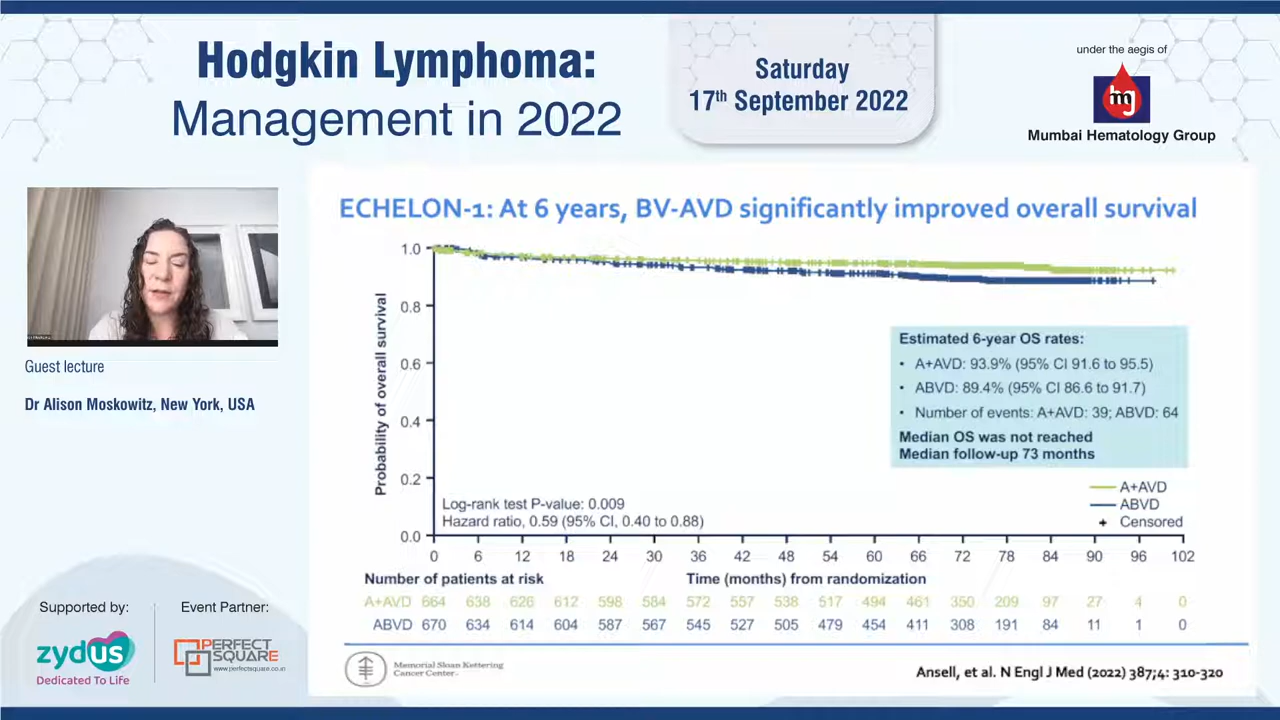 Hodgkin Lymphoma:
Management in 2022
Saturday
17th September 2022
under the aegis of
mg
Mumbai Hematology Group
Guest lecture
Dr Alison Moskowitz, New York, USA
ECHELON-1: At 6 years, BV-AVD significantly improved overall survival
Probability of overall survival
1.0
0.8
0.6
0.4
0.2
0.0
Estimated 6-year OS rates:
• A+AVD: 93.9% (95% CI 91.6 to 95.5)
• ABVD: 89.4% (95% CI 86.6 to 91.7)
• Number of events: A+AVD: 39; ABVD: 64
Median OS was not reached
Median follow-up 73 months
A+AVD
ABVD
+ Censored
Log-rank test P-value: 0.009
Hazard ratio, 0.59 (95% CI, 0.40 to 0.88)
0 6 12 18 24 30 36 42 48 54 60 66 72 78 84 90 96 102
Number of patients at risk
Time (months) from randomization
A+AVD 664 638 626 612 598 584 572 557 538 517 494 461 350 209 97 27 4 0
ABVD 670 634 614 604 587 567 545 527 505 479 454 411 308 191 84 11 1 0
Memorial Sloan Kettering
Cancer Center
Ansell, et al. N Engl J Med (2022) 387;4: 310-320
Supported by:
zydus
Dedicated To Life
Event Partner:
PERFECT
SQUARE
www.perfectsquare.co.in